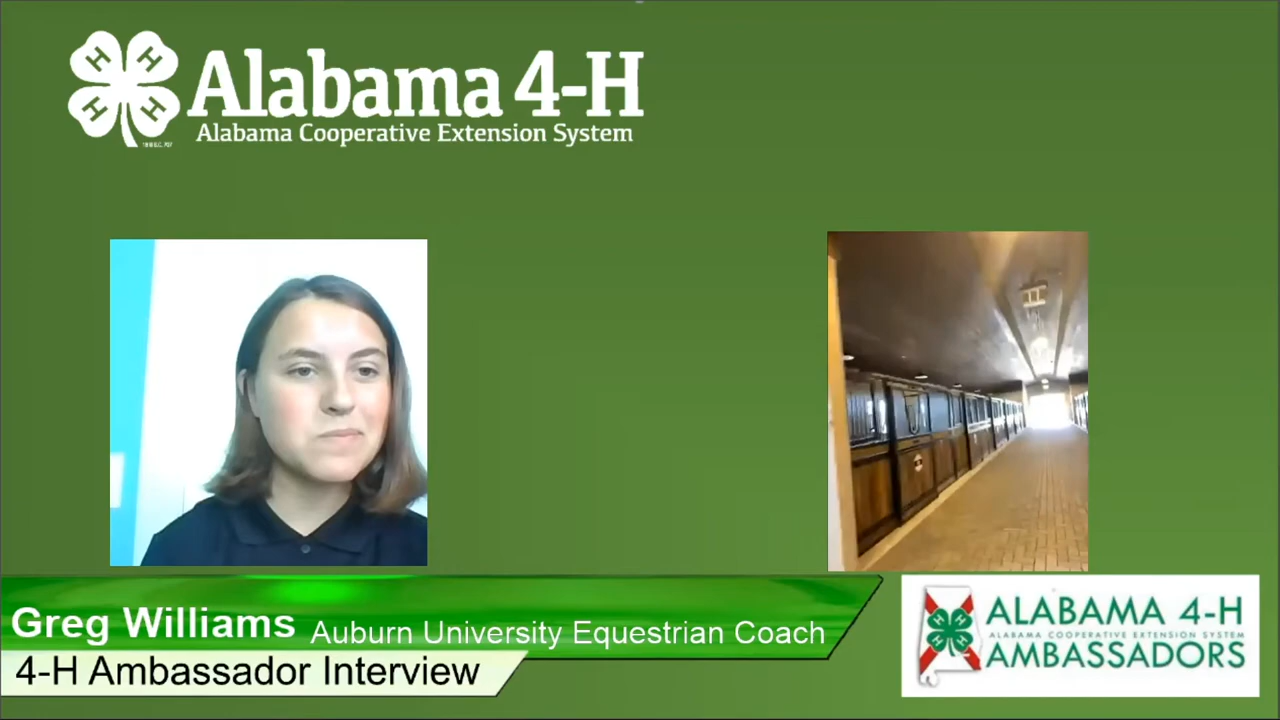 Alabama 4-H
Alabama Cooperative Extension System
Greg Williams Auburn University Equestrian Coach
4-H Ambassador Interview
ALABAMA 4-H
ALABAMA COOPERATIVE EXTENSION SYSTEM
AMBASSADORS